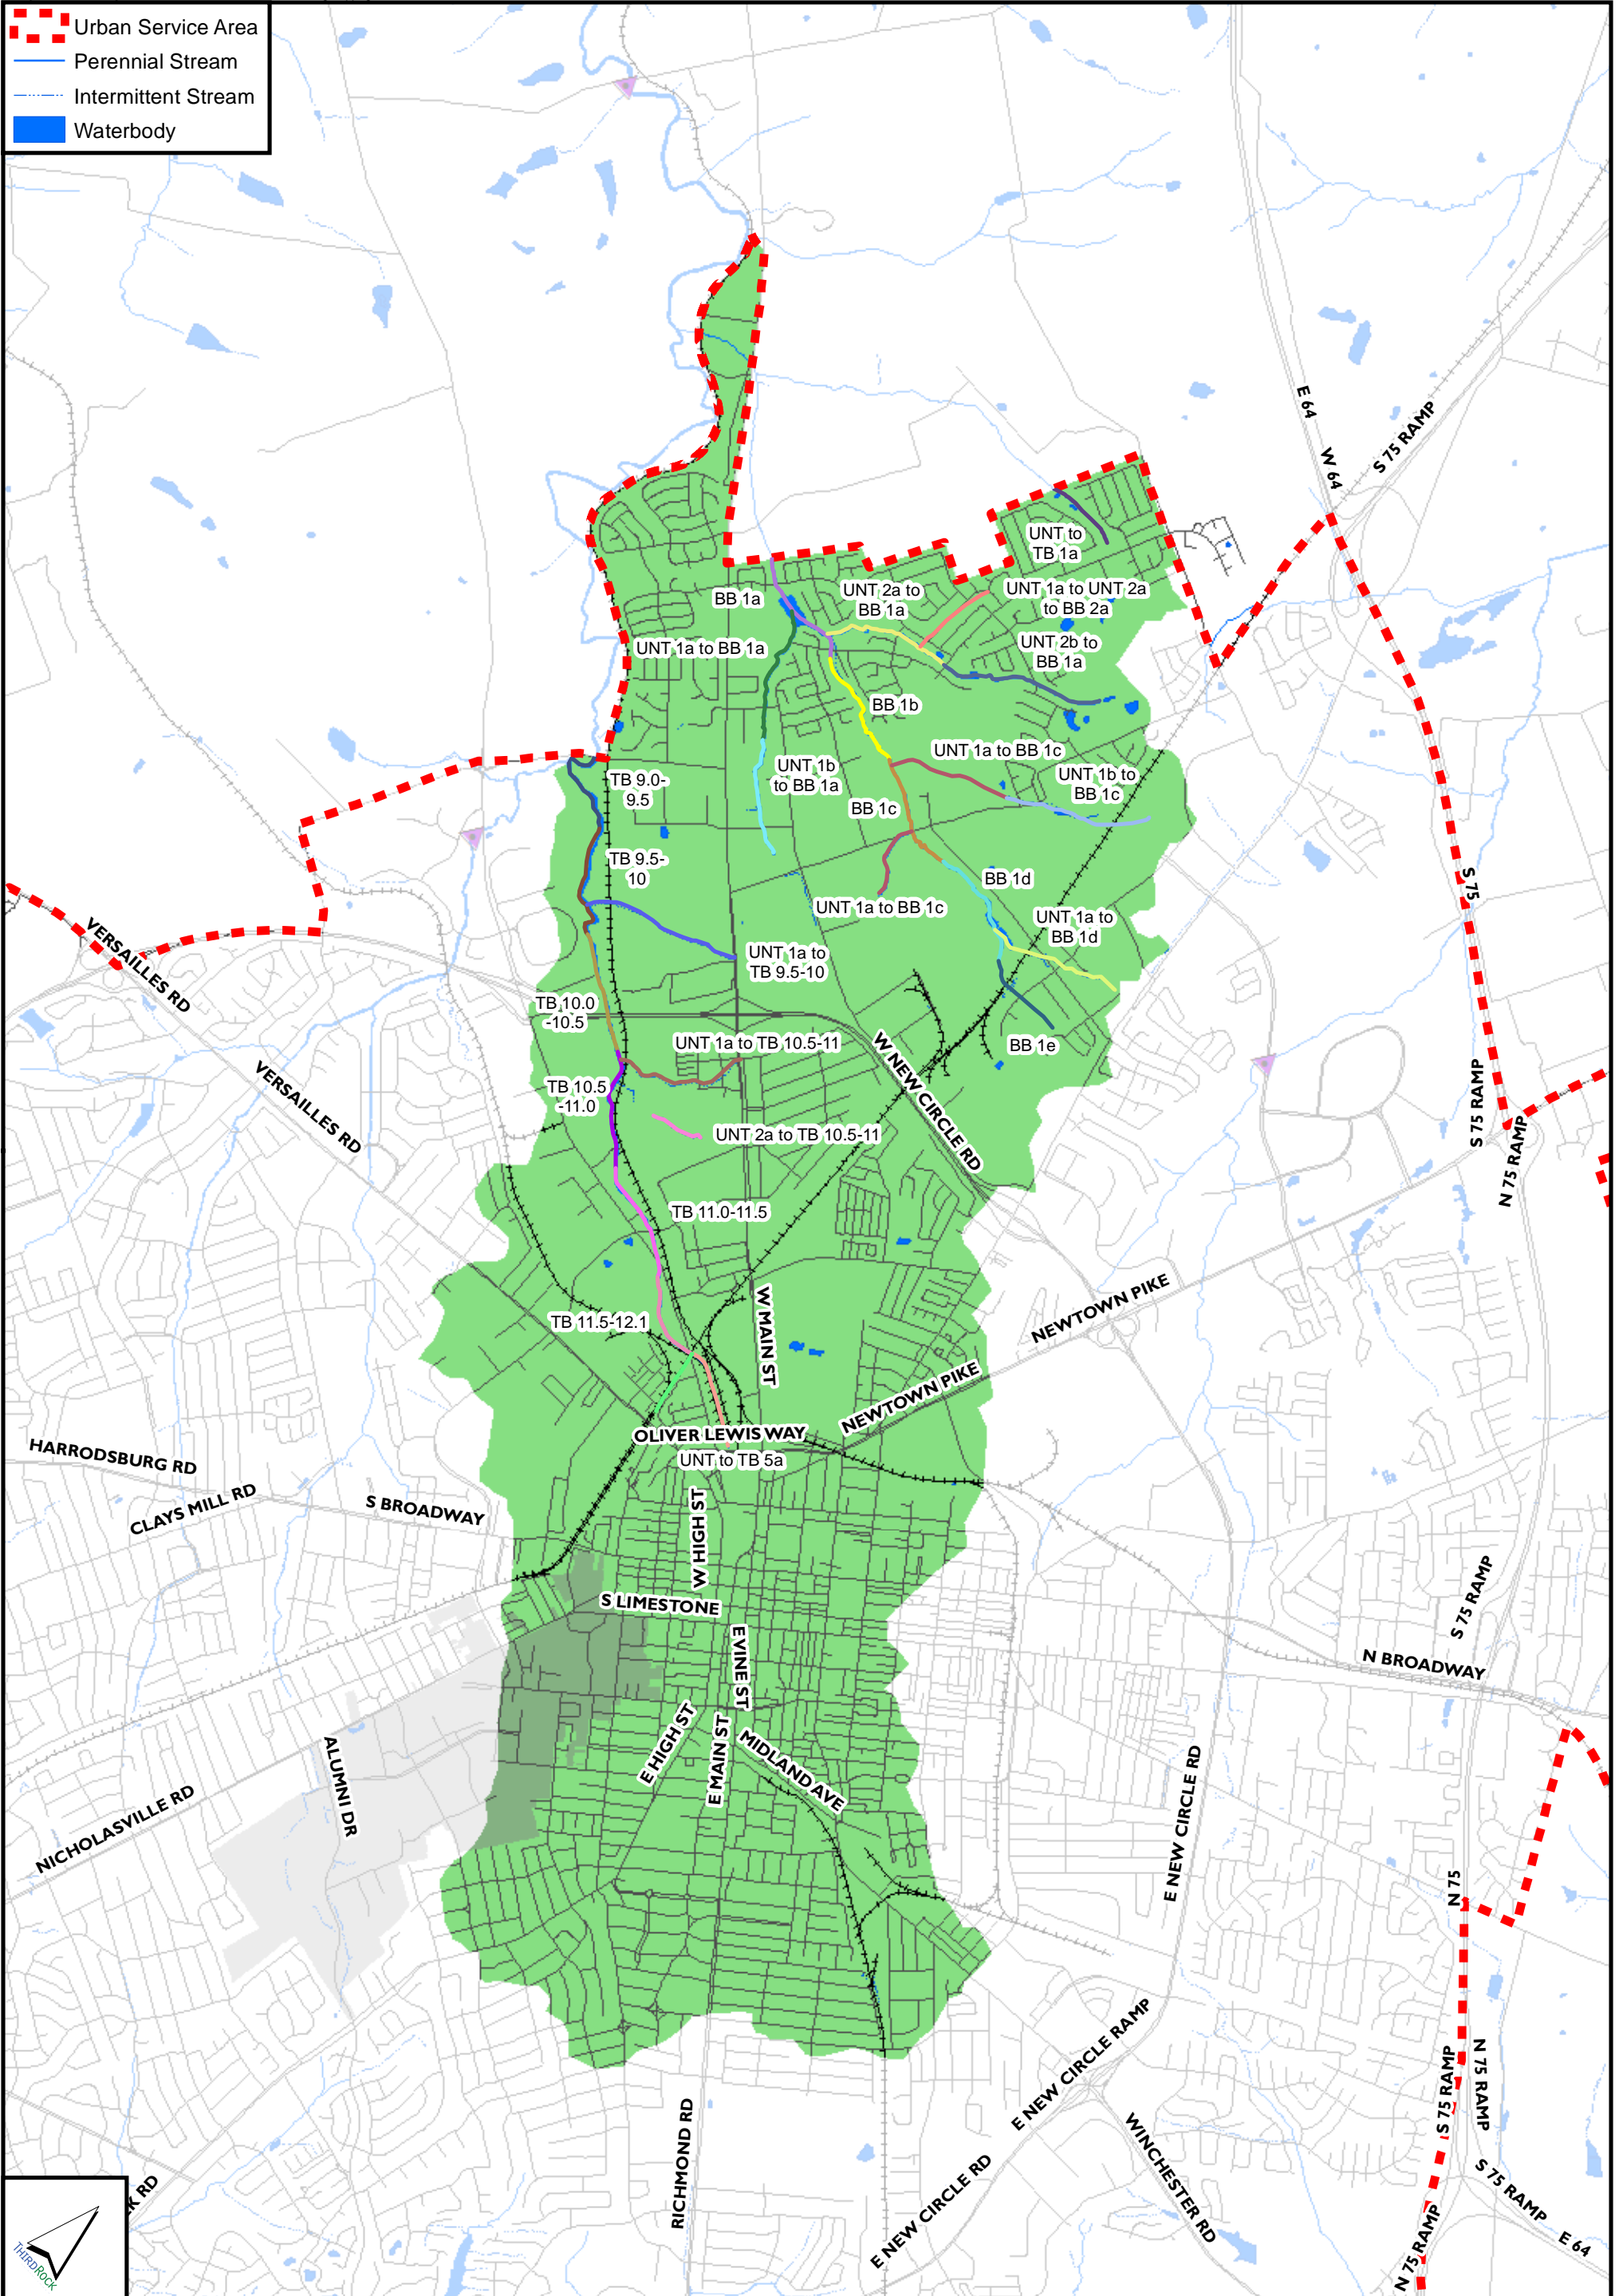 Urban Service Area
Perennial Stream
Intermittent Stream
Waterbody
E 64
W 64
S 75 RAMP
UNT to
TB 1a
BB 1a
UNT 2a to
BB 1a
UNT 1a to UNT 2a
to BB 2a
UNT 1a to BB 1a
UNT 2b to
BB 1a
BB 1b
UNT 1a to BB 1c
UNT 1b
to BB 1a
UNT 1b to
BB 1c
TB 9.0-
9.5
BB 1c
TB 9.5-
10
BB 1d
S 75
UNT 1a to BB 1c
UNT 1a to
BB 1d
VERSAILLES RD
UNT 1a to
TB 9.5-10
TB 10.0
-10.5
UNT 1a to TB 10.5-11
BB 1e
W NEW CIRCLE RD
VERSAILLES RD
TB 10.5
-11.0
S 75 RAMP
N 75 RAMP
UNT 2a to TB 10.5-11
TB 11.0-11.5
NEWTOWN PIKE
TB 11.5-12.1
W MAIN ST
NEWTOWN PIKE
OLIVER LEWIS WAY
UNT to TB 5a
HARRODSBURG RD
CLAYS MILL RD
S BROADWAY
W HIGH ST
S LIMESTONE
S 75 RAMP
N BROADWAY
E VINE ST
E HIGH ST
E MAIN ST
MIDLAND AVE
ALUMNI DR
NICHOLASVILLE RD
E NEW CIRCLE RD
N 75
E NEW CIRCLE RAMP
S 75 RAMP
N 75 RAMP
RICHMOND RD
E NEW CIRCLE RD
WINCHESTER RD
S 75 RAMP
E 64
N 75 RAMP
K RD
THIRDROCK